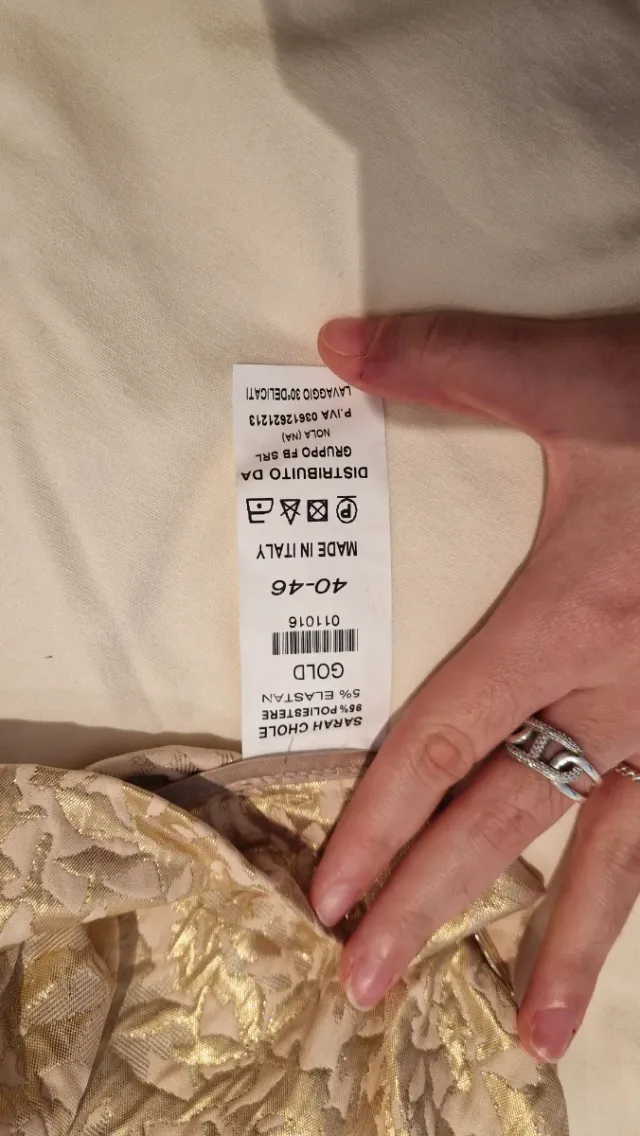 SARAH CHOLE
95% POLIESTERE
5% ELASTAN
GOLD
011016
40-46
MADE IN ITALY
P
DISTRIBUITO DA
GRUPPO FB SRL
NOLA (NA)
P.IVA 03612621213
LAVAGGIO 30°DELICATI